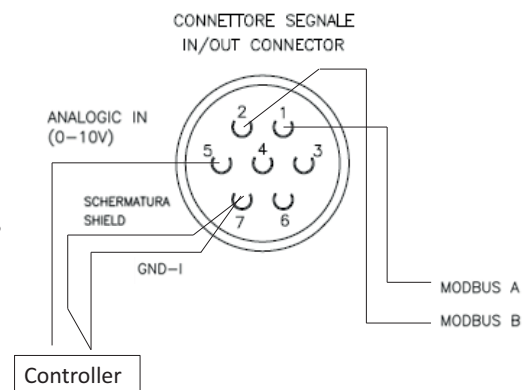 CONNETTORE SEGNALE
IN/OUT CONNECTOR
ANALOGIC IN
(0-10V)
2
1
5
4
3
SCHERMATURA
SHIELD
7
6
GND-I
MODBUS A
MODBUS B
Controller